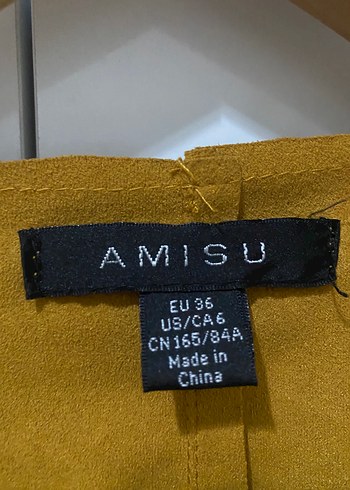 AMISU
EU 36
US/CA 6
CN 165/84A
Made in
China